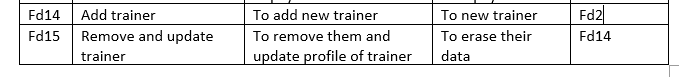 Fd14 Add trainer To add new trainer To new trainer Fd2
Fd15 Remove and update To remove them and To erase their Fd14
trainer update profile of trainer data